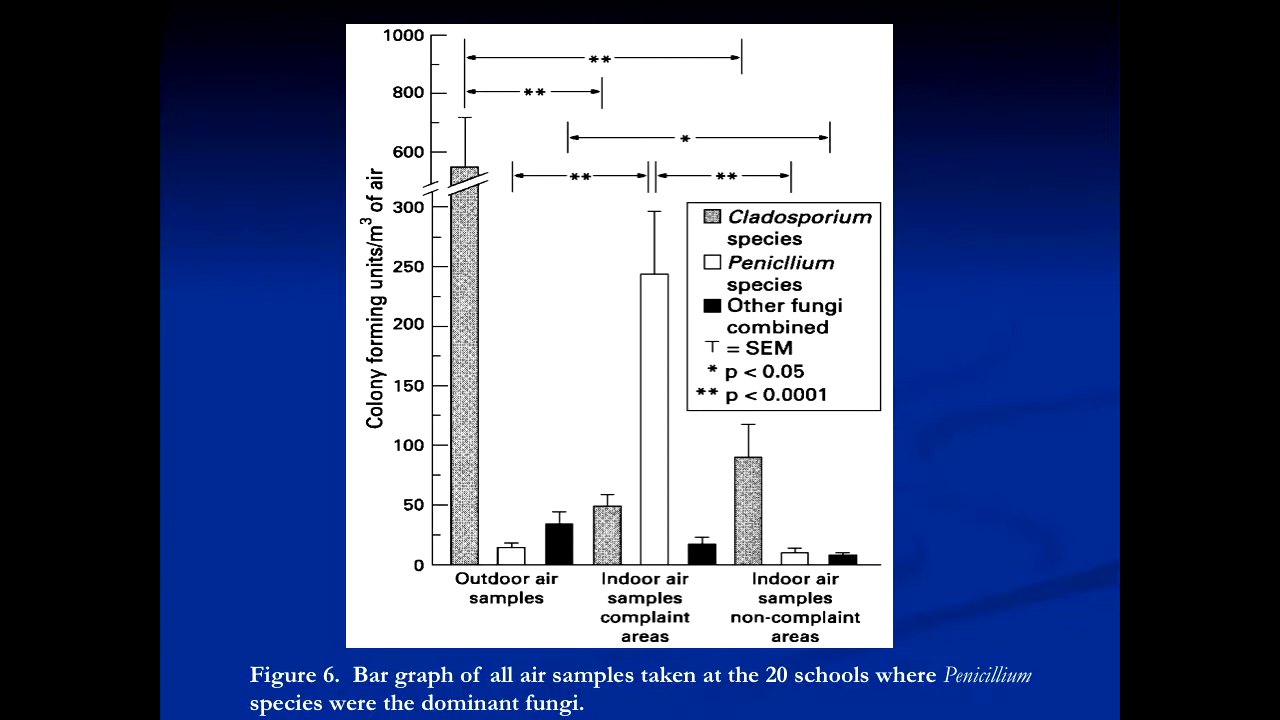 1000
800
600
300
250
200
150
100
50
0
Colony forming units/m³ of air
**
**
*
**
**
Cladosporium
species
Penicllium
species
Other fungi
combined
= SEM
* p < 0.05
** p < 0.0001
Outdoor air
samples
Indoor air
samples
complaint
areas
Indoor air
samples
non-complaint
areas
Figure 6. Bar graph of all air samples taken at the 20 schools where Penicillium
species were the dominant fungi.